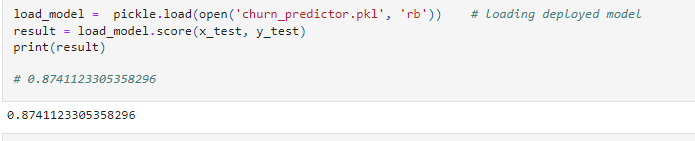 load_model =  pickle.load(open('churn_predictor.pkl', 'rb'))    # loading deployed model
result = load_model.score(x_test, y_test)
print(result)
# 0.8741123305358296
0.8741123305358296